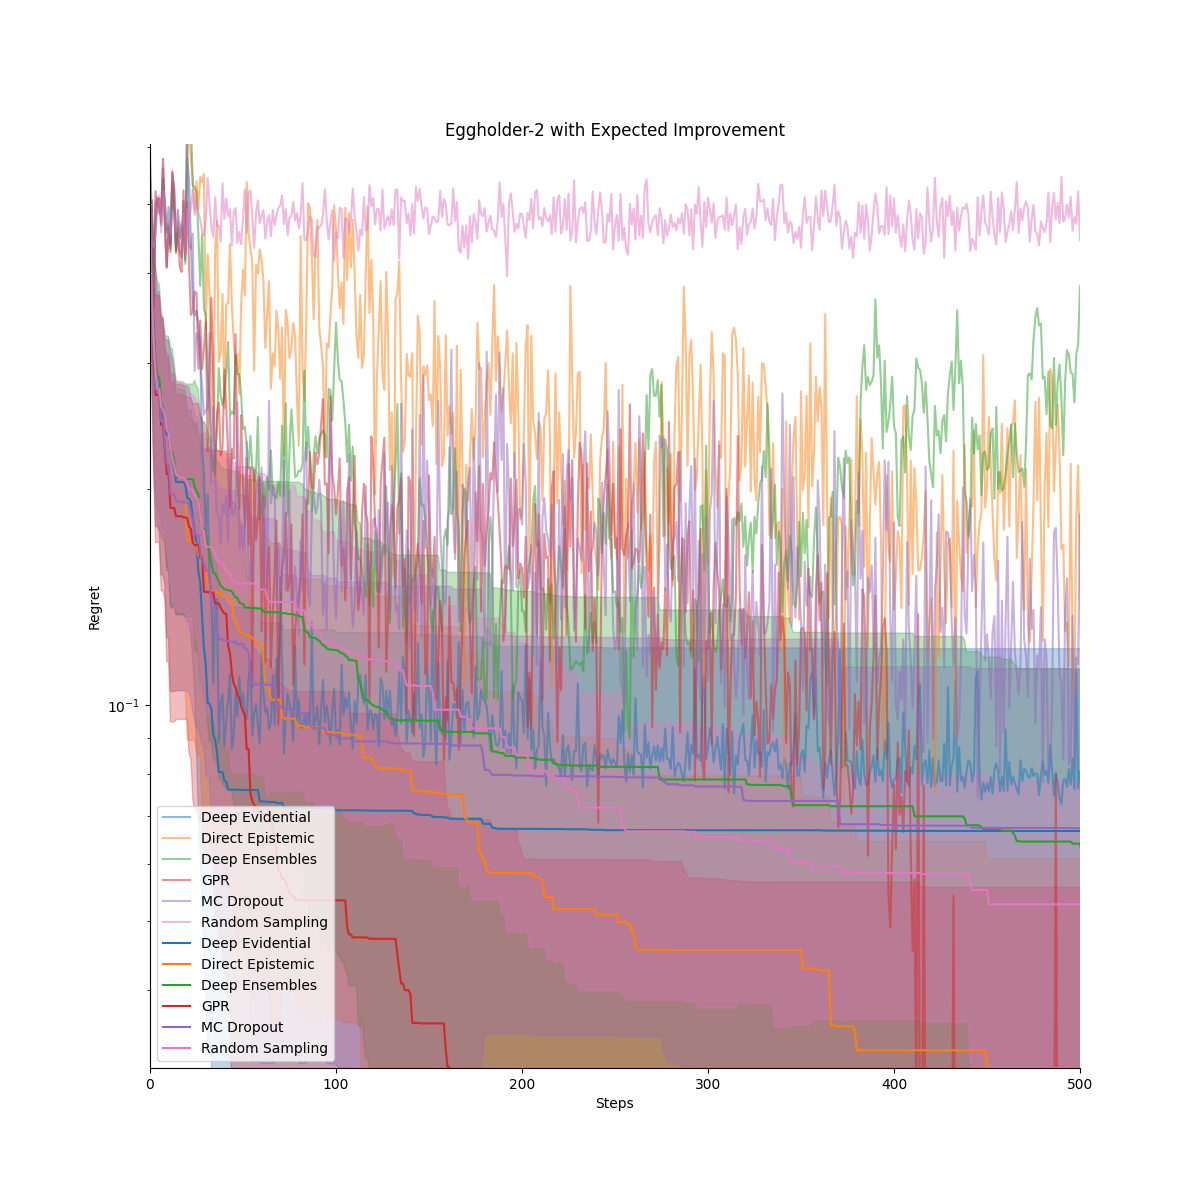 Eggholder-2 with Expected Improvement
Regret
10⁻¹
Deep Evidential
Direct Epistemic
Deep Ensembles
GPR
MC Dropout
Random Sampling
Deep Evidential
Direct Epistemic
Deep Ensembles
GPR
MC Dropout
Random Sampling
0 100 200 300 400 500
Steps